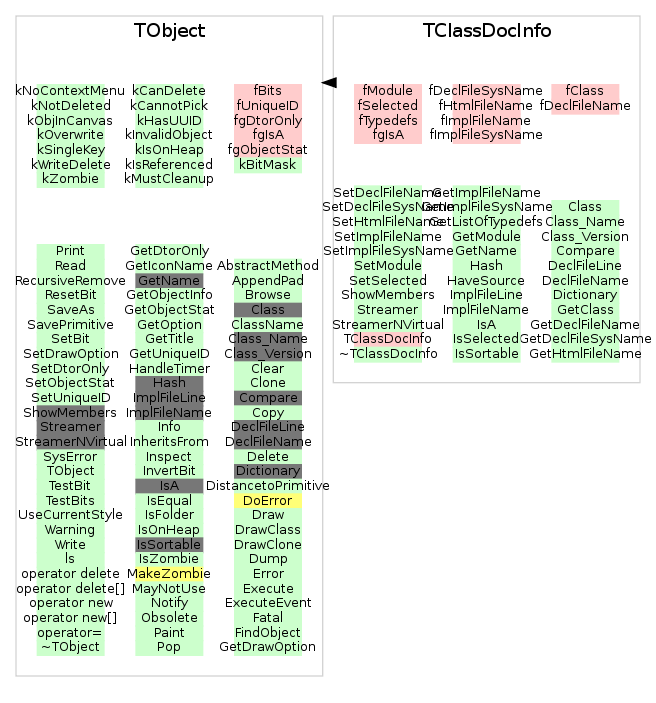 TObject
kNoContextMenu
kNotDeleted
kObjInCanvas
kOverwrite
kSingleKey
kWriteDelete
kZombie
kCanDelete
kCannotPick
kHasUUID
kInvalidObject
kIsOnHeap
kIsReferenced
kMustCleanup
fBits
fUniqueID
fgDtorOnly
fgIsA
fgObjectStat
kBitMask
Print
Read
RecursiveRemove
ResetBit
SaveAs
SavePrimitive
SetBit
SetDrawOption
SetDtorOnly
SetObjectStat
SetUniqueID
ShowMembers
Streamer
StreamerNVirtual
SysError
TObject
TestBit
TestBits
UseCurrentStyle
Warning
Write
ls
operator delete
operator delete[]
operator new
operator new[]
operator=
~TObject
GetDtorOnly
GetIconName
GetName
GetObjectInfo
GetObjectStat
GetOption
GetTitle
GetUniqueID
HandleTimer
Hash
ImplFileLine
ImplFileName
Info
InheritsFrom
Inspect
InvertBit
IsA
IsEqual
IsFolder
IsOnHeap
IsSortable
IsZombie
MakeZombie
MayNotUse
Notify
Obsolete
Paint
Pop
AbstractMethod
AppendPad
Browse
Class
ClassName
Class_Name
Class_Version
Clear
Clone
Compare
Copy
DeclFileLine
DeclFileName
Delete
Dictionary
DistancetoPrimitive
DoError
Draw
DrawClass
DrawClone
Dump
Error
Execute
ExecuteEvent
Fatal
FindObject
GetDrawOption
TClassDocInfo
fModule
fSelected
fTypedefs
fgIsA
fDeclFileSysName
fHtmlFileName
fImplFileName
fImplFileSysName
fClass
fDeclFileName
SetDeclFileName
SetDeclFileSysName
SetHtmlFileName
SetImplFileName
SetImplFileSysName
SetModule
SetSelected
ShowMembers
Streamer
StreamerNVirtual
TClassDocInfo
~TClassDocInfo
GetImplFileName
GetImplFileSysName
GetListOfTypedefs
GetModule
GetName
Hash
HaveSource
ImplFileLine
ImplFileName
IsA
IsSelected
IsSortable
Class
Class_Name
Class_Version
Compare
DeclFileLine
DeclFileName
Dictionary
GetClass
GetDeclFileName
GetDeclFileSysName
GetHtmlFileName